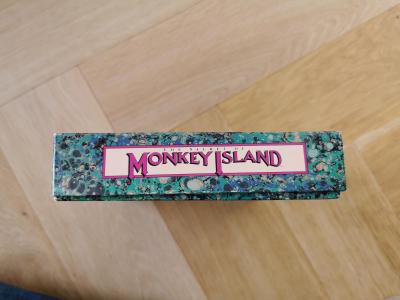 THE SECRET OF
MONKEY ISLAND